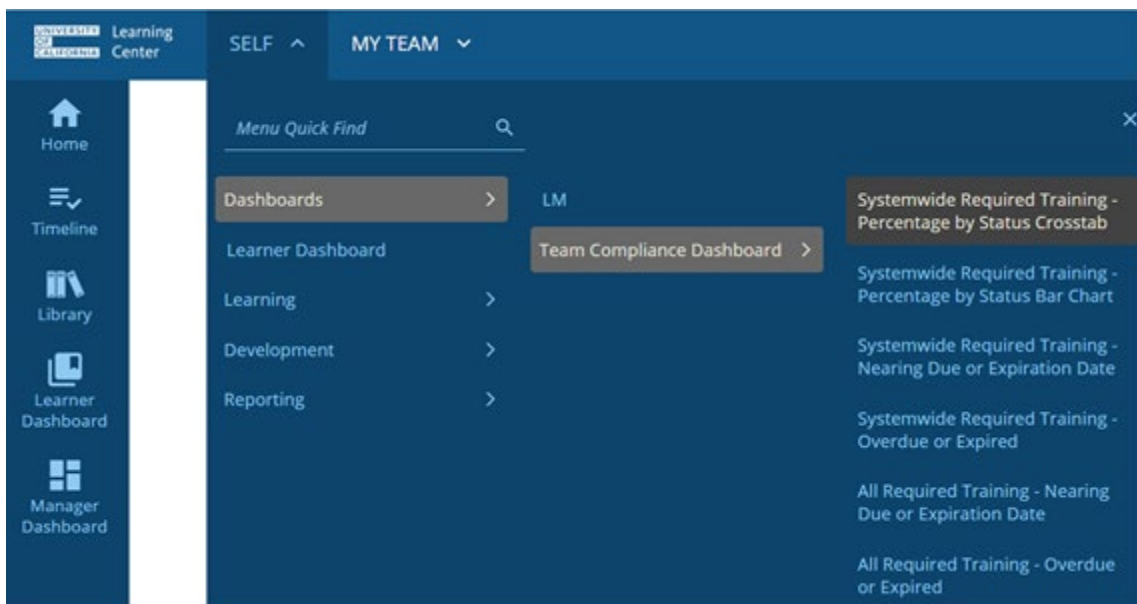 UNIVERSITY
OF
CALIFORNIA
Learning
Center
SELF
MY TEAM
Home
Timeline
Library
Learner
Dashboard
Manager
Dashboard
Menu Quick Find
Dashboards
Learner Dashboard
Learning
Development
Reporting
LM
Team Compliance Dashboard
Systemwide Required Training -
Percentage by Status Crosstab
Systemwide Required Training -
Percentage by Status Bar Chart
Systemwide Required Training -
Nearing Due or Expiration Date
Systemwide Required Training -
Overdue or Expired
All Required Training - Nearing
Due or Expiration Date
All Required Training - Overdue
or Expired